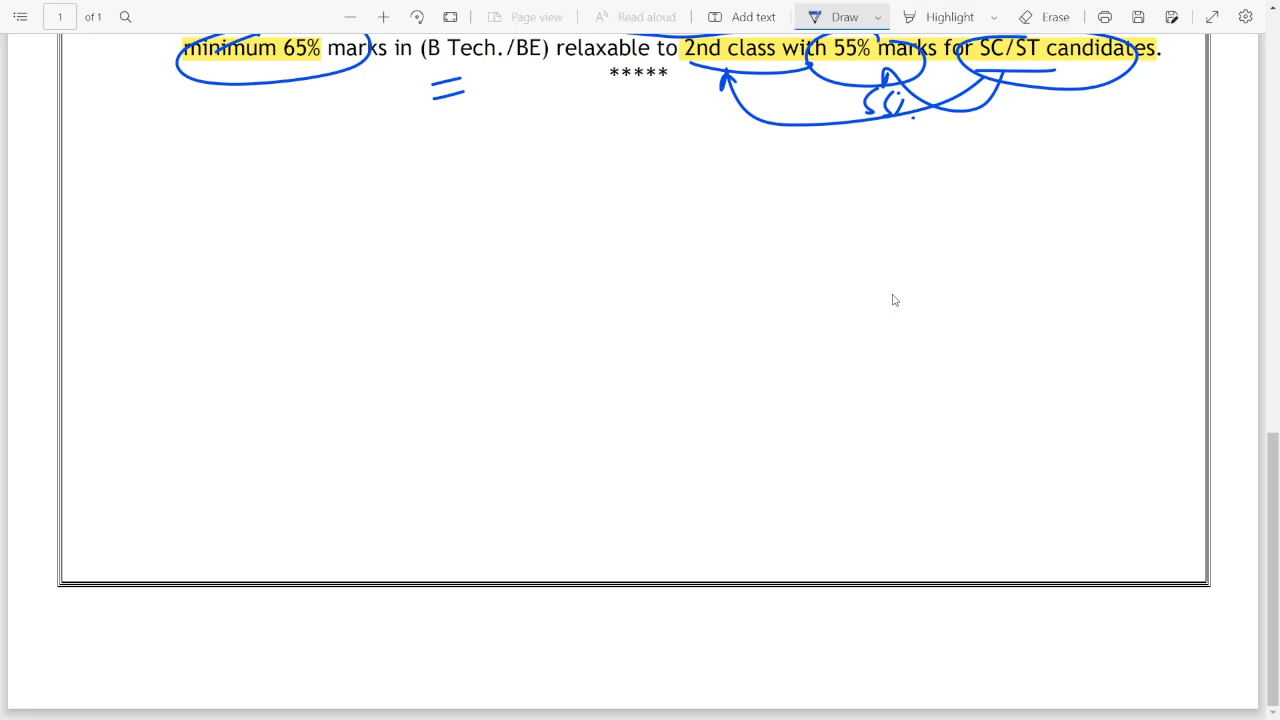 1 of 1 Page view Read aloud Add text Draw Highlight Erase
minimum 65% marks in (B Tech./BE) relaxable to 2nd class with 55% marks for SC/ST candidates.
*****